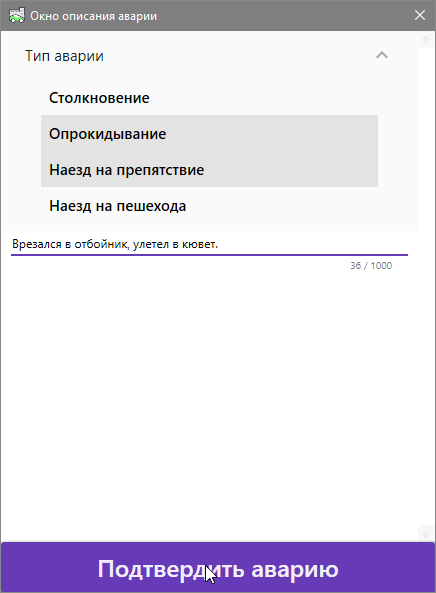 Окно описания аварии
Тип аварии
Столкновение
Опрокидывание
Наезд на препятствие
Наезд на пешехода
Врезался в отбойник, улетел в кювет.
36 / 1000
Подтвердить аварию